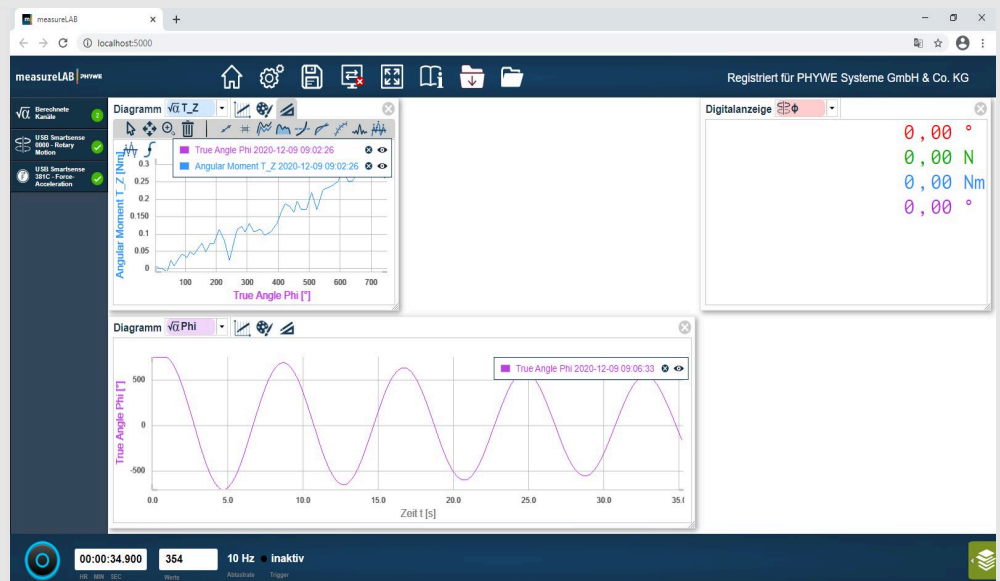 measureLAB
localhost:5000
measureLAB PHYWE
Registriert für PHYWE Systeme GmbH & Co. KG
√α Berechnete
Kanäle
2
USB Smartsense
0000 - Rotary
Motion
USB Smartsense
381C - Force-
Acceleration
Diagramm √α T_Z
True Angle Phi 2020-12-09 09:02:26
Angular Moment T_Z 2020-12-09 09:02:26
Angular Moment T_Z [Nm]
0.3
0.25
0.2
0.150
0.1
0.05
0
100 200 300 400 500 600 700
True Angle Phi [°]
Digitalanzeige ϕ
0,00 °
0,00 N
0,00 Nm
0,00 °
Diagramm √α Phi
True Angle Phi 2020-12-09 09:06:33
True Angle Phi [°]
500
0
-500
0.0 5.0 10.0 15.0 20.0 25.0 30.0 35.(
Zeit t [s]
00:00:34.900 354 10 Hz inaktiv
HR MIN SEC Werte Abtastrate Trigger